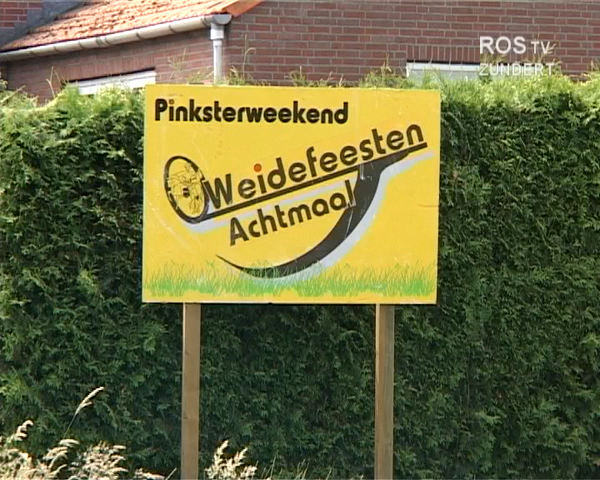 ROS TV
ZUNDERT
Pinksterweekend
Weidefeesten
Achtmaal